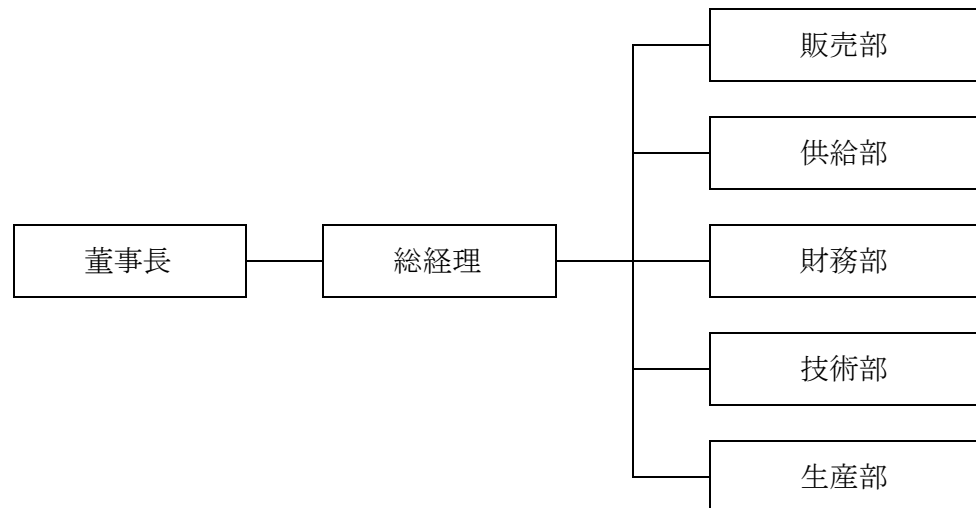 董事長
総経理
販売部
供給部
財務部
技術部
生産部